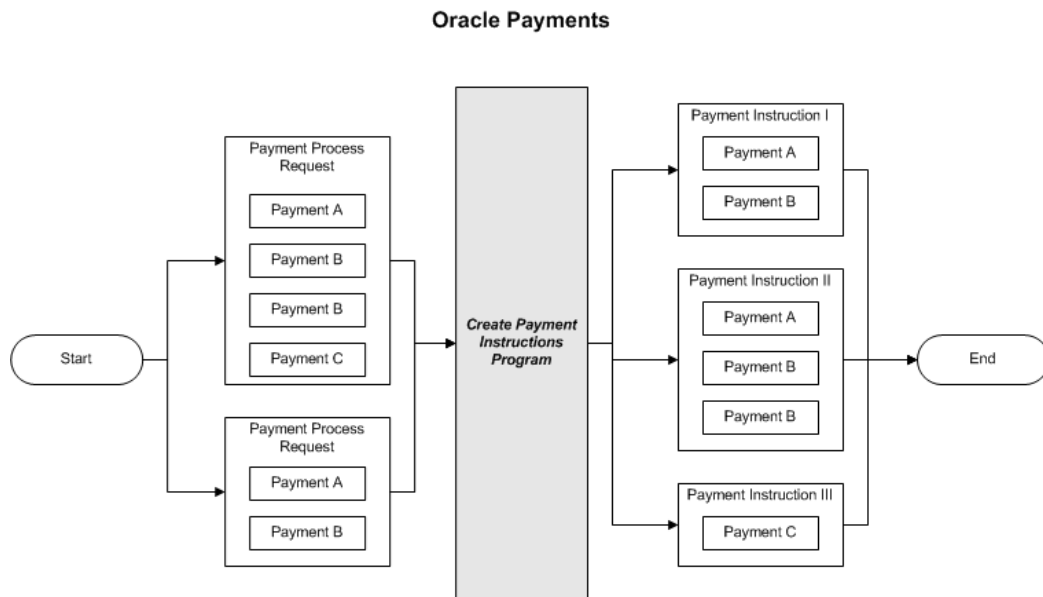 Oracle Payments
Start
Payment Process
Request
Payment A
Payment B
Payment B
Payment C
Payment Process
Request
Payment A
Payment B
Create Payment
Instructions
Program
Payment Instruction I
Payment A
Payment B
Payment Instruction II
Payment A
Payment B
Payment B
Payment Instruction III
Payment C
End